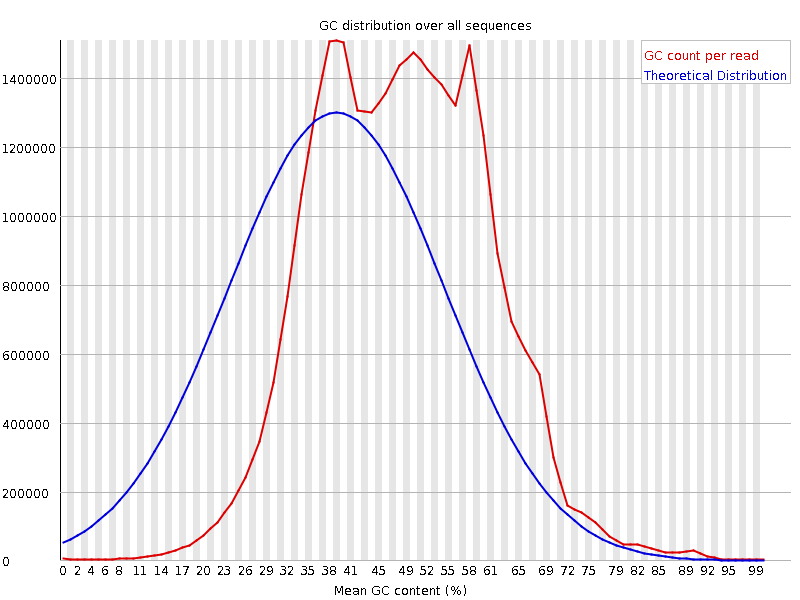 GC distribution over all sequences
GC count per read
Theoretical Distribution
1400000
1200000
1000000
800000
600000
400000
200000
0
0 2 4 6 8 11 14 17 20 23 26 29 32 35 38 41 45 49 52 55 58 61 65 69 72 75 79 82 85 89 92 95 99
Mean GC content (%)